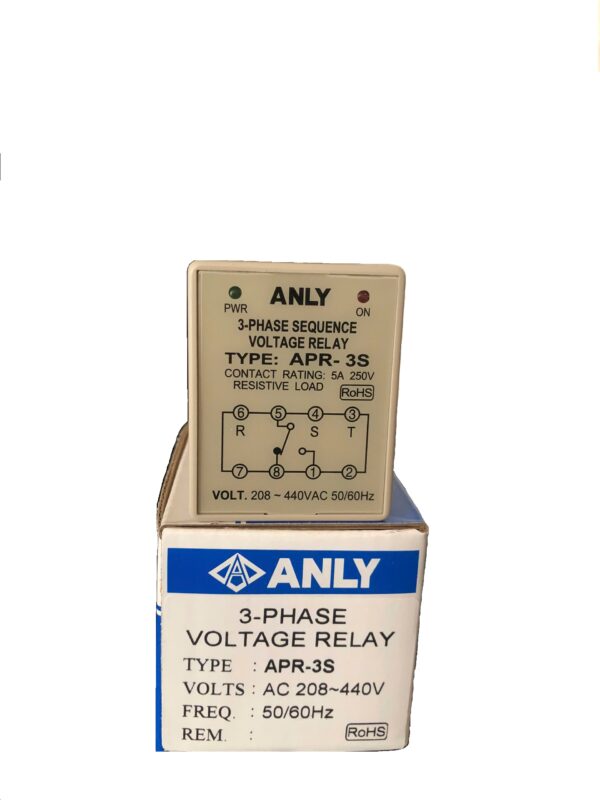 ANLY
PWR ON
3-PHASE SEQUENCE
VOLTAGE RELAY
TYPE: APR- 3S
CONTACT RATING: 5A 250V
RESISTIVE LOAD RoHS
6 5 4 3
R S T
7 8 1 2
VOLT. 208 ~ 440VAC 50/60Hz
ANLY
3-PHASE
VOLTAGE RELAY
TYPE : APR-3S
VOLTS : AC 208~440V
FREQ. : 50/60Hz
REM. : RoHS